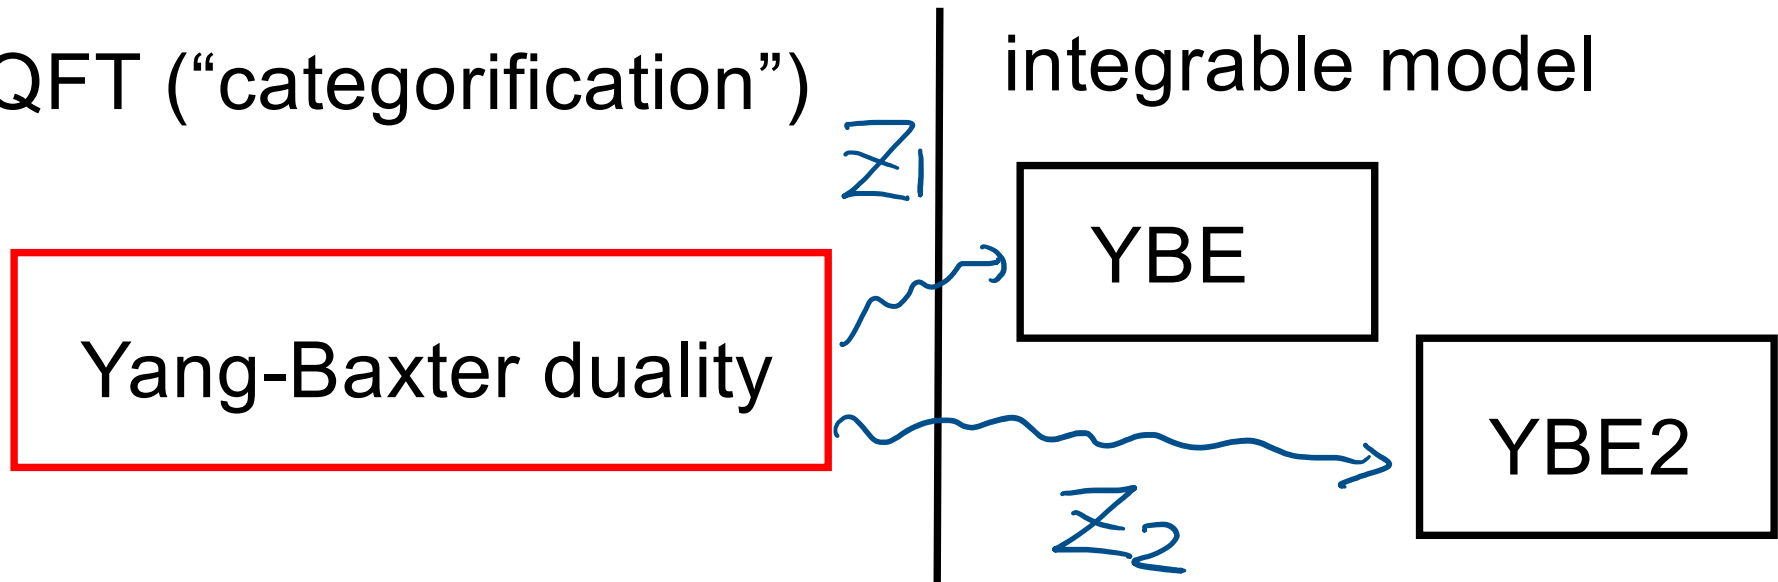 QFT (“categorification”)
integrable model
Z1
YBE
Yang-Baxter duality
YBE2
Z2